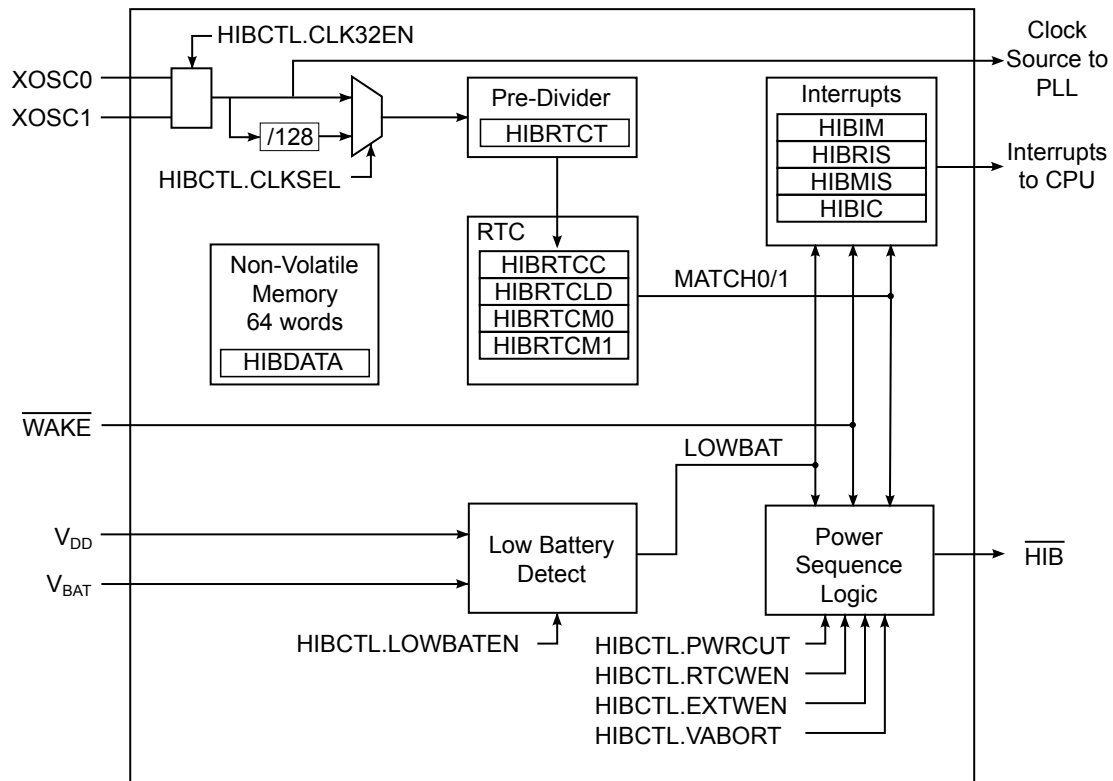 HIBCTL.CLK32EN
XOSC0
XOSC1
/128
HIBCTL.CLKSEL
Pre-Divider
HIBRTCT
Interrupts
HIBIM
HIBRIS
HIBMIS
HIBIC
Clock
Source to
PLL
Interrupts
to CPU
Non-Volatile
Memory
64 words
HIBDATA
RTC
HIBRTCC
HIBRTCLD
HIBRTCM0
HIBRTCM1
MATCH0/1
WAKE
LOWBAT
VDD
VBAT
Low Battery
Detect
HIBCTL.LOWBATEN
Power
Sequence
Logic
HIB
HIBCTL.PWRCUT
HIBCTL.RTCWEN
HIBCTL.EXTWEN
HIBCTL.VABORT